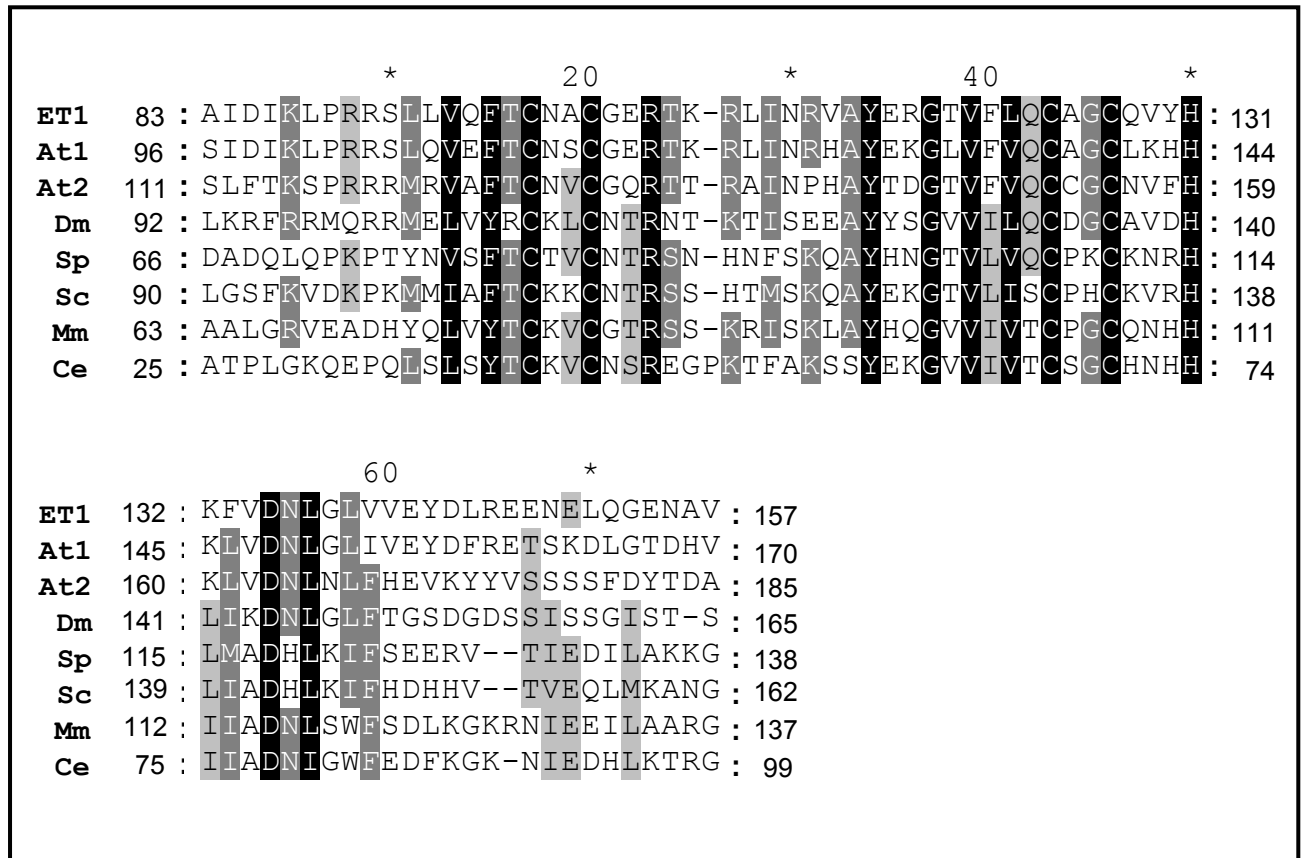 * 20 * 40 *
ET1 83 : AIDIKLPRRSLLVQFTCNACGERTK-RLINRVAYERGTVFLQCAGCQVYH : 131
At1 96 : SIDIKLPRRSLQVEFTCNSCGERTK-RLINRHAYEKGLVFVQCAGCLKHH : 144
At2 111 : SLFTKSPRRRMRVAFTCNVCGQRTT-RAINPHAYTDGTVFVQCCGCNVFH : 159
Dm 92 : LKRFRRMQRRMELVYRCKLCNTRNT-KTISEEAYYSGVVILQCDGCAVDH : 140
Sp 66 : DADQLQPKPTYNVSFTCTVCNTRSN-HNFSKQAYHNGTVLVQCPKCKNRH : 114
Sc 90 : LGSFKVDKPKMMIAFTCKKCNTRSS-HTMSKQAYEKGTVLISCPHCKVRH : 138
Mm 63 : AALGRVEADHYQLVYTCKVCGTRSS-KRISKLAYHQGVVIVTCPGCQNHH : 111
Ce 25 : ATPLGKQEPQLSLSYTCKVCNSREGPKTFAKSSYEKGVVIVTCSGCHNHH : 74
60 *
ET1 132 : KFVDNLGLVVEYDLREENELQGENAV : 157
At1 145 : KLVDNLGLIVEYDFRETSKDLGTDHV : 170
At2 160 : KLVDNLNLFHEVKYYVSSSSFDYTDA : 185
Dm 141 : LIKDNLGLFTGSDGDSSISSGIST-S : 165
Sp 115 : LMADHLKIFSEERV--TIEDILAKKG : 138
Sc 139 : LIADHLKIFHDHHV--TVEQLMKANG : 162
Mm 112 : IIADNLSWFSDLKGKRNIEEILAARG : 137
Ce 75 : IIADNIGWFEDFKGK-NIEDHLKTRG : 99